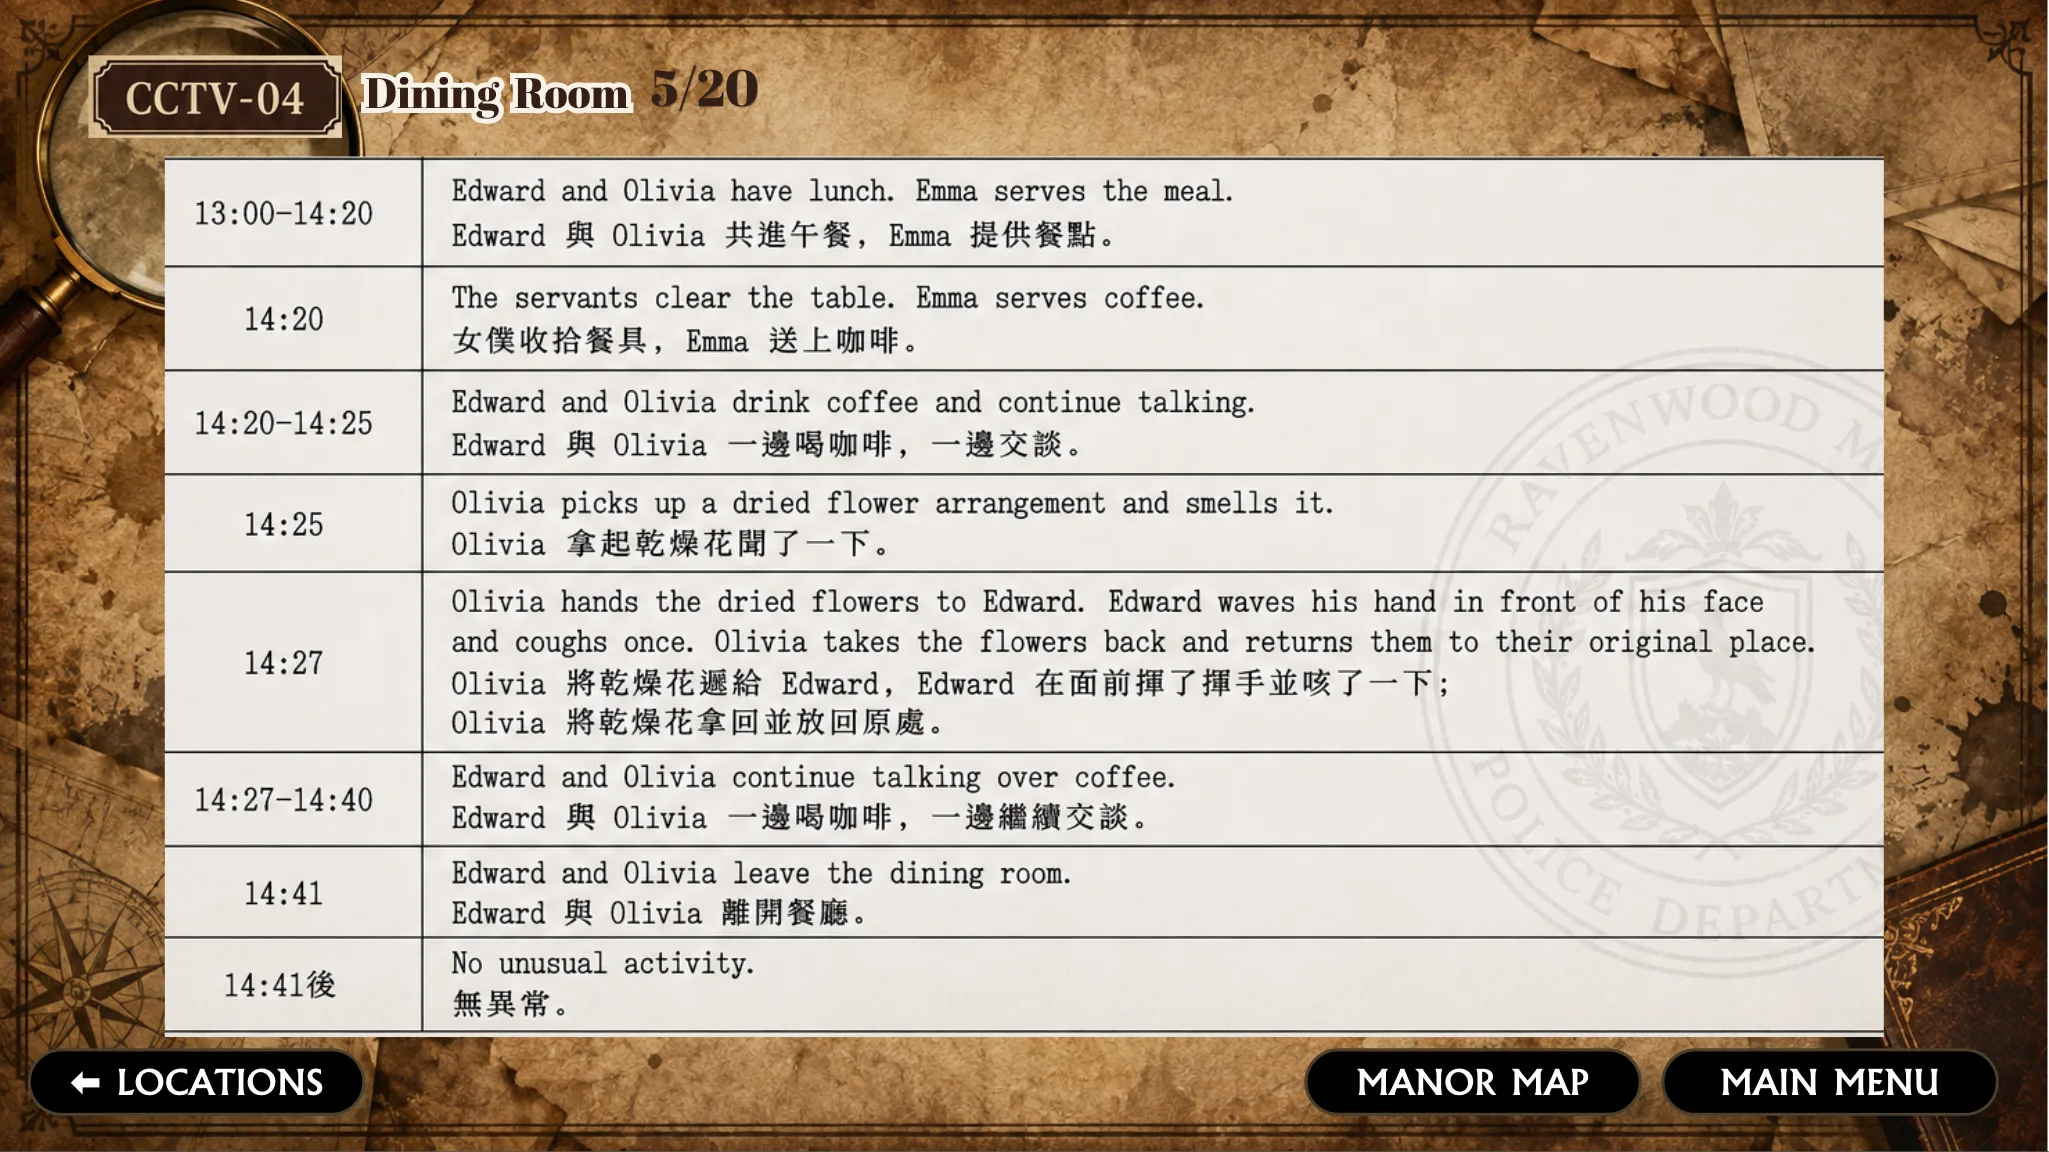 CCTV-04 Dining Room 5/20
13:00-14:20
Edward and Olivia have lunch. Emma serves the meal.
Edward 與 Olivia 共進午餐, Emma 提供餐點。
14:20
The servants clear the table. Emma serves coffee.
女僕收拾餐具, Emma 送上咖啡。
14:20-14:25
Edward and Olivia drink coffee and continue talking.
Edward 與 Olivia 一邊喝咖啡, 一邊交談。
14:25
Olivia picks up a dried flower arrangement and smells it.
Olivia 拿起乾燥花聞了一下。
14:27
Olivia hands the dried flowers to Edward. Edward waves his hand in front of his face
and coughs once. Olivia takes the flowers back and returns them to their original place.
Olivia 將乾燥花遞給 Edward, Edward 在面前揮了揮手並咳了一下;
Olivia 將乾燥花拿回並放回原處。
14:27-14:40
Edward and Olivia continue talking over coffee.
Edward 與 Olivia 一邊喝咖啡, 一邊繼續交談。
14:41
Edward and Olivia leave the dining room.
Edward 與 Olivia 離開餐廳。
14:41後
No unusual activity.
無異常。
RAVENWOOD M
POLICE DEPARTM
← LOCATIONS
MANOR MAP
MAIN MENU